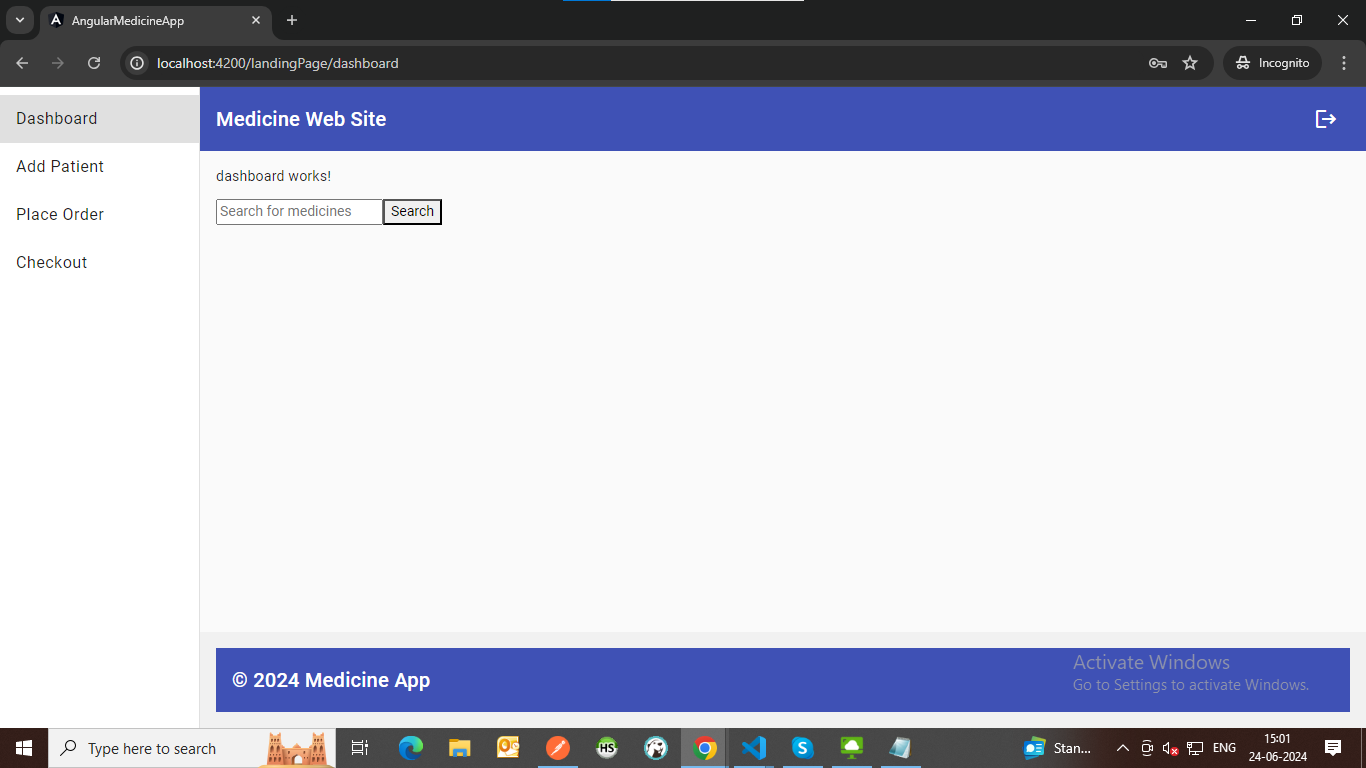 AngularMedicineApp
localhost:4200/landingPage/dashboard
Incognito
Dashboard
Add Patient
Place Order
Checkout
Medicine Web Site
dashboard works!
Search for medicines
Search
© 2024 Medicine App
Activate Windows
Go to Settings to activate Windows.
Type here to search
HS
Stan...
ENG
15:01
24-06-2024